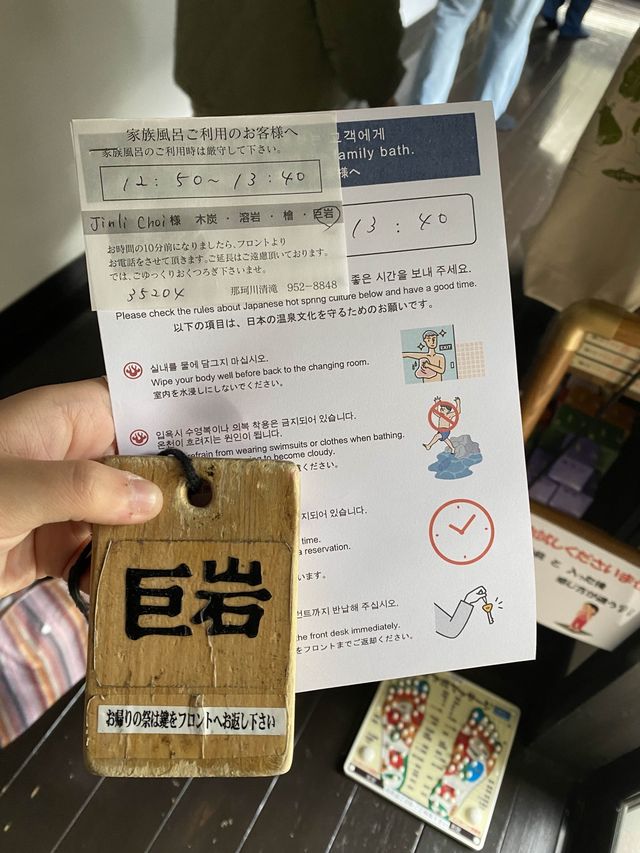 家族風呂ご利用のお客様へ
家族風呂のご利用時は厳守して下さい。
12:50~13:40
Jinli Choi様 木炭・溶岩・檜・巨岩
お時間の10分前になりましたら、フロントより
お電話をさせて頂きます。ご延長はご遠慮頂いております。
では、ごゆっくりおくつろぎ下さいませ。
35204 那珂川清滝 952-8848
고객에게
amily bath.
様へ
13:40
좋은 시간을 보내 주세요.
Please check the rules about Japanese hot spring culture below and have a good time.
以下の項目は、日本の温泉文化を守るためのお願いです。
실내를 물에 담그지 마십시오.
Wipe your body well before back to the changing room.
室内を水浸しにしないでください。
EXIT
입욕시 수영복이나 의복 착용은 금지되어 있습니다.
온천이 흐려지는 원인이 됩니다.
efrain from wearing swimsuits or clothes when bathing.
ng to become cloudy.
ください。
지되어 있습니다.
time.
a reservation.
います。
런트까지 반납해 주십시오.
the front desk immediately.
をフロントまでご返却ください。
巨岩
お帰りの祭は鍵をフロントへお返し下さい